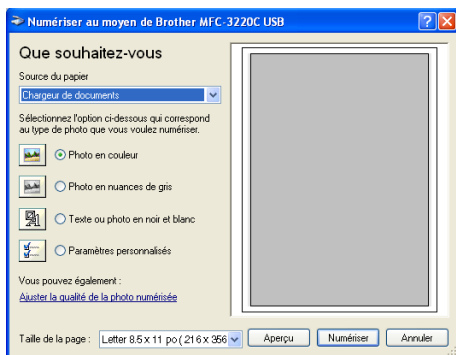 Numériser au moyen de Brother MFC-3220C USB
Que souhaitez-vous
Source du papier
Chargeur de documents
Sélectionnez l'option ci-dessous qui correspond
au type de photo que vous voulez numériser.
Photo en couleur
Photo en nuances de gris
Texte ou photo en noir et blanc
Paramètres personnalisés
Vous pouvez également :
Ajuster la qualité de la photo numérisée
Taille de la page : Letter 8.5 x 11 po ( 216 x 356 Aperçu Numériser Annuler